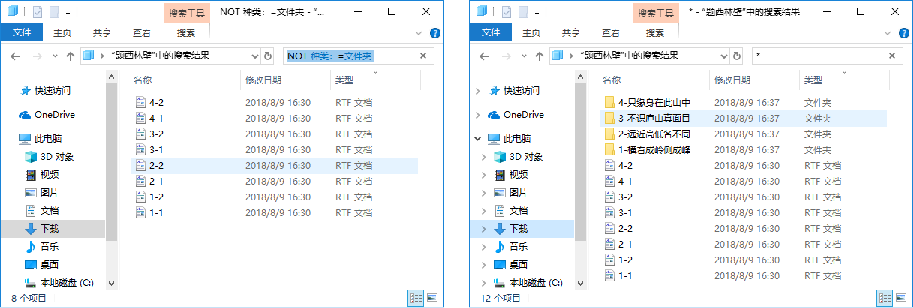 搜索工具 NOT 种类：=文件夹 - "...
文件 主页 共享 查看 搜索
"题西林壁"中的搜索结果 NOT 种类：=文件夹
名称 修改日期 类型
快速访问
OneDrive
此电脑
3D 对象
视频
图片
文档
下载
音乐
桌面
本地磁盘 (C:)
4-2 2018/8/9 16:30 RTF 文档
4-1 2018/8/9 16:30 RTF 文档
3-2 2018/8/9 16:30 RTF 文档
3-1 2018/8/9 16:30 RTF 文档
2-2 2018/8/9 16:30 RTF 文档
2-1 2018/8/9 16:30 RTF 文档
1-2 2018/8/9 16:30 RTF 文档
1-1 2018/8/9 16:30 RTF 文档
8 个项目
搜索工具 * - "题西林壁"中的搜索结果
文件 主页 共享 查看 搜索
"题西林壁"中的搜索结果 *
名称 修改日期 类型
快速访问
OneDrive
此电脑
3D 对象
视频
图片
文档
下载
音乐
桌面
本地磁盘 (C:)
4-只缘身在此山中 2018/8/9 16:37 文件夹
3-不识庐山真面目 2018/8/9 16:37 文件夹
2-远近高低各不同 2018/8/9 16:37 文件夹
1-横看成岭侧成峰 2018/8/9 16:37 文件夹
4-2 2018/8/9 16:30 RTF 文档
4-1 2018/8/9 16:30 RTF 文档
3-2 2018/8/9 16:30 RTF 文档
3-1 2018/8/9 16:30 RTF 文档
2-2 2018/8/9 16:30 RTF 文档
2-1 2018/8/9 16:30 RTF 文档
1-2 2018/8/9 16:30 RTF 文档
1-1 2018/8/9 16:30 RTF 文档
12 个项目